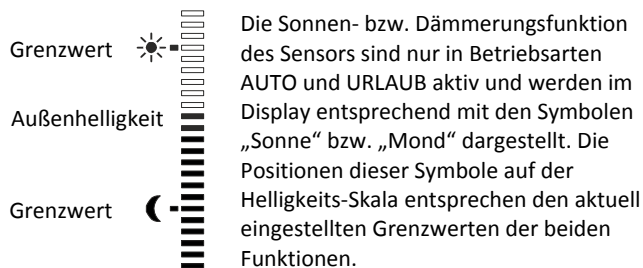 Grenzwert
Außenhelligkeit
Grenzwert
Die Sonnen- bzw. Dämmerungsfunktion
des Sensors sind nur in Betriebsarten
AUTO und URLAUB aktiv und werden im
Display entsprechend mit den Symbolen
„Sonne“ bzw. „Mond“ dargestellt. Die
Positionen dieser Symbole auf der
Helligkeits-Skala entsprechen den aktuell
eingestellten Grenzwerten der beiden
Funktionen.